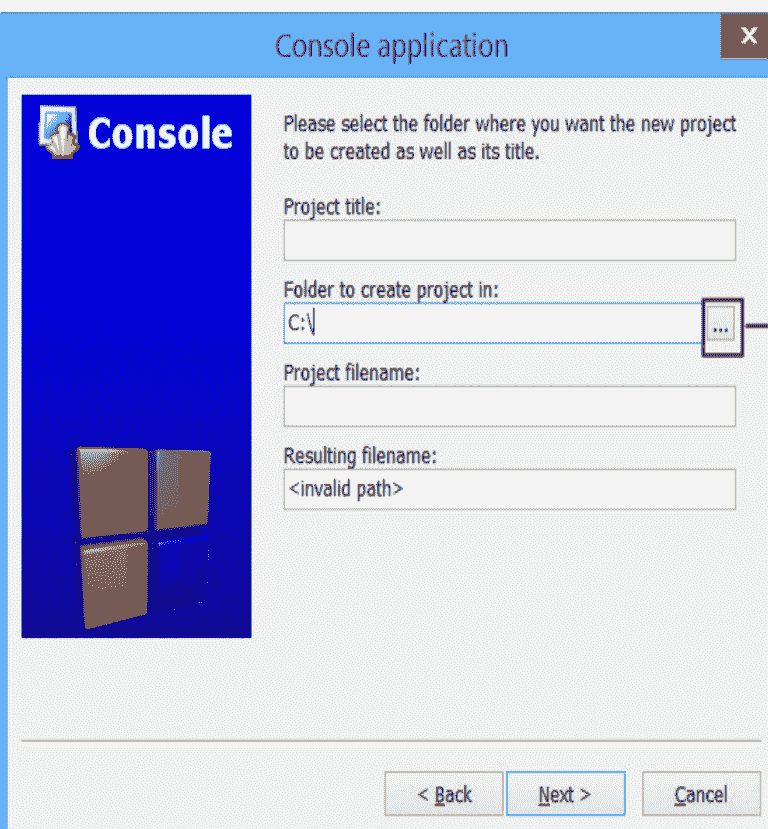 Console application
X
Console
Please select the folder where you want the new project
to be created as well as its title.
Project title:
Folder to create project in:
C:\
...
Project filename:
Resulting filename:
<invalid path>
< Back
Next >
Cancel